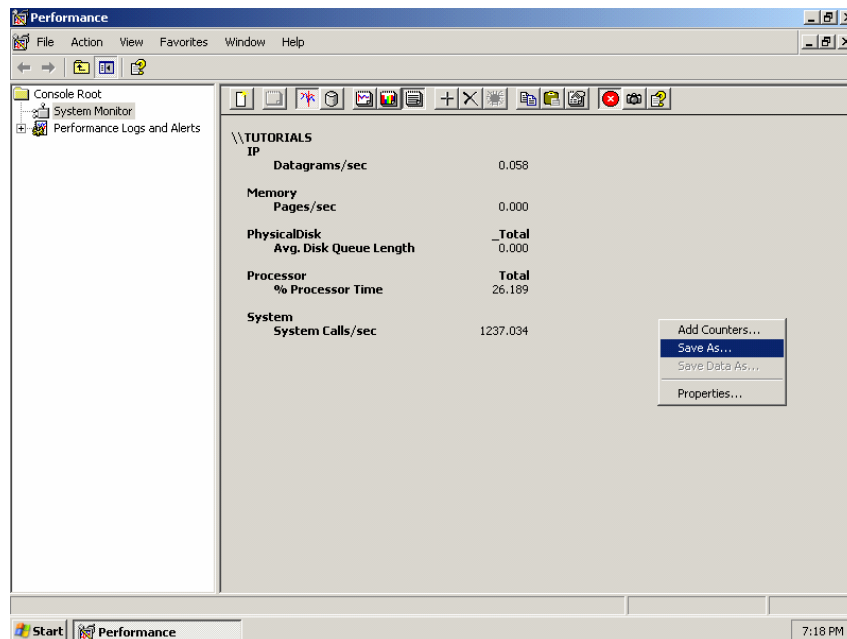 Performance
File Action View Favorites Window Help
Console Root
System Monitor
Performance Logs and Alerts
\\TUTORIALS
IP
Datagrams/sec 0.058
Memory
Pages/sec 0.000
PhysicalDisk _Total
Avg. Disk Queue Length 0.000
Processor Total
% Processor Time 26.189
System
System Calls/sec 1237.034
Add Counters...
Save As...
Save Data As...
Properties...
Start Performance 7:18 PM